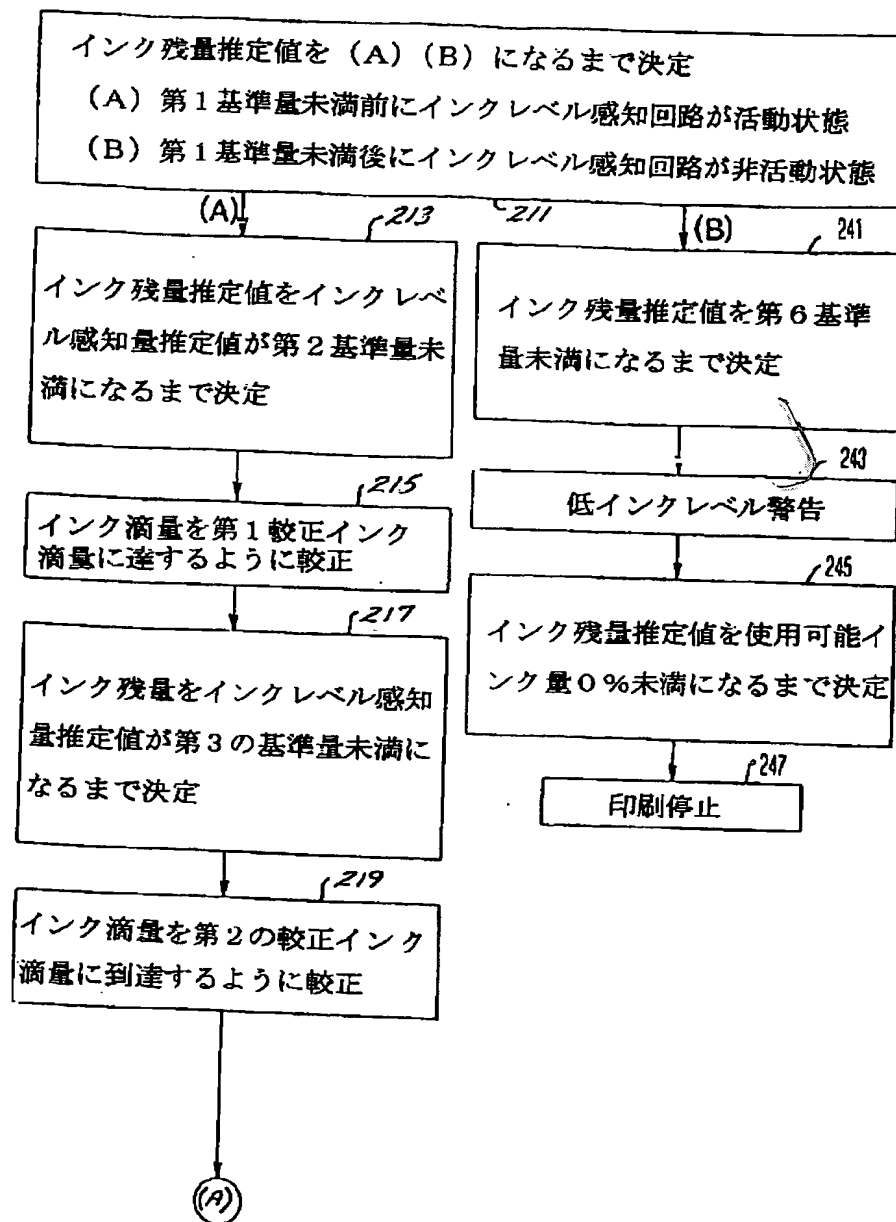 インク残量推定値を(A)(B)になるまで決定
(A)第1基準量未満前にインクレベル感知回路が活動状態
(B)第1基準量未満後にインクレベル感知回路が非活動状態
(A)
213
インク残量推定値をインクレベ
ル感知量推定値が第2基準量未
満になるまで決定
215
インク滴量を第1較正インク
滴量に達するように較正
217
インク残量をインクレベル感知
量推定値が第3の基準量未満に
なるまで決定
219
インク滴量を第2の較正インク
滴量に到達するように較正
(A)
211
(B)
241
インク残量推定値を第6基準
量未満になるまで決定
243
低インクレベル警告
245
インク残量推定値を使用可能イ
ンク量0%未満になるまで決定
247
印刷停止